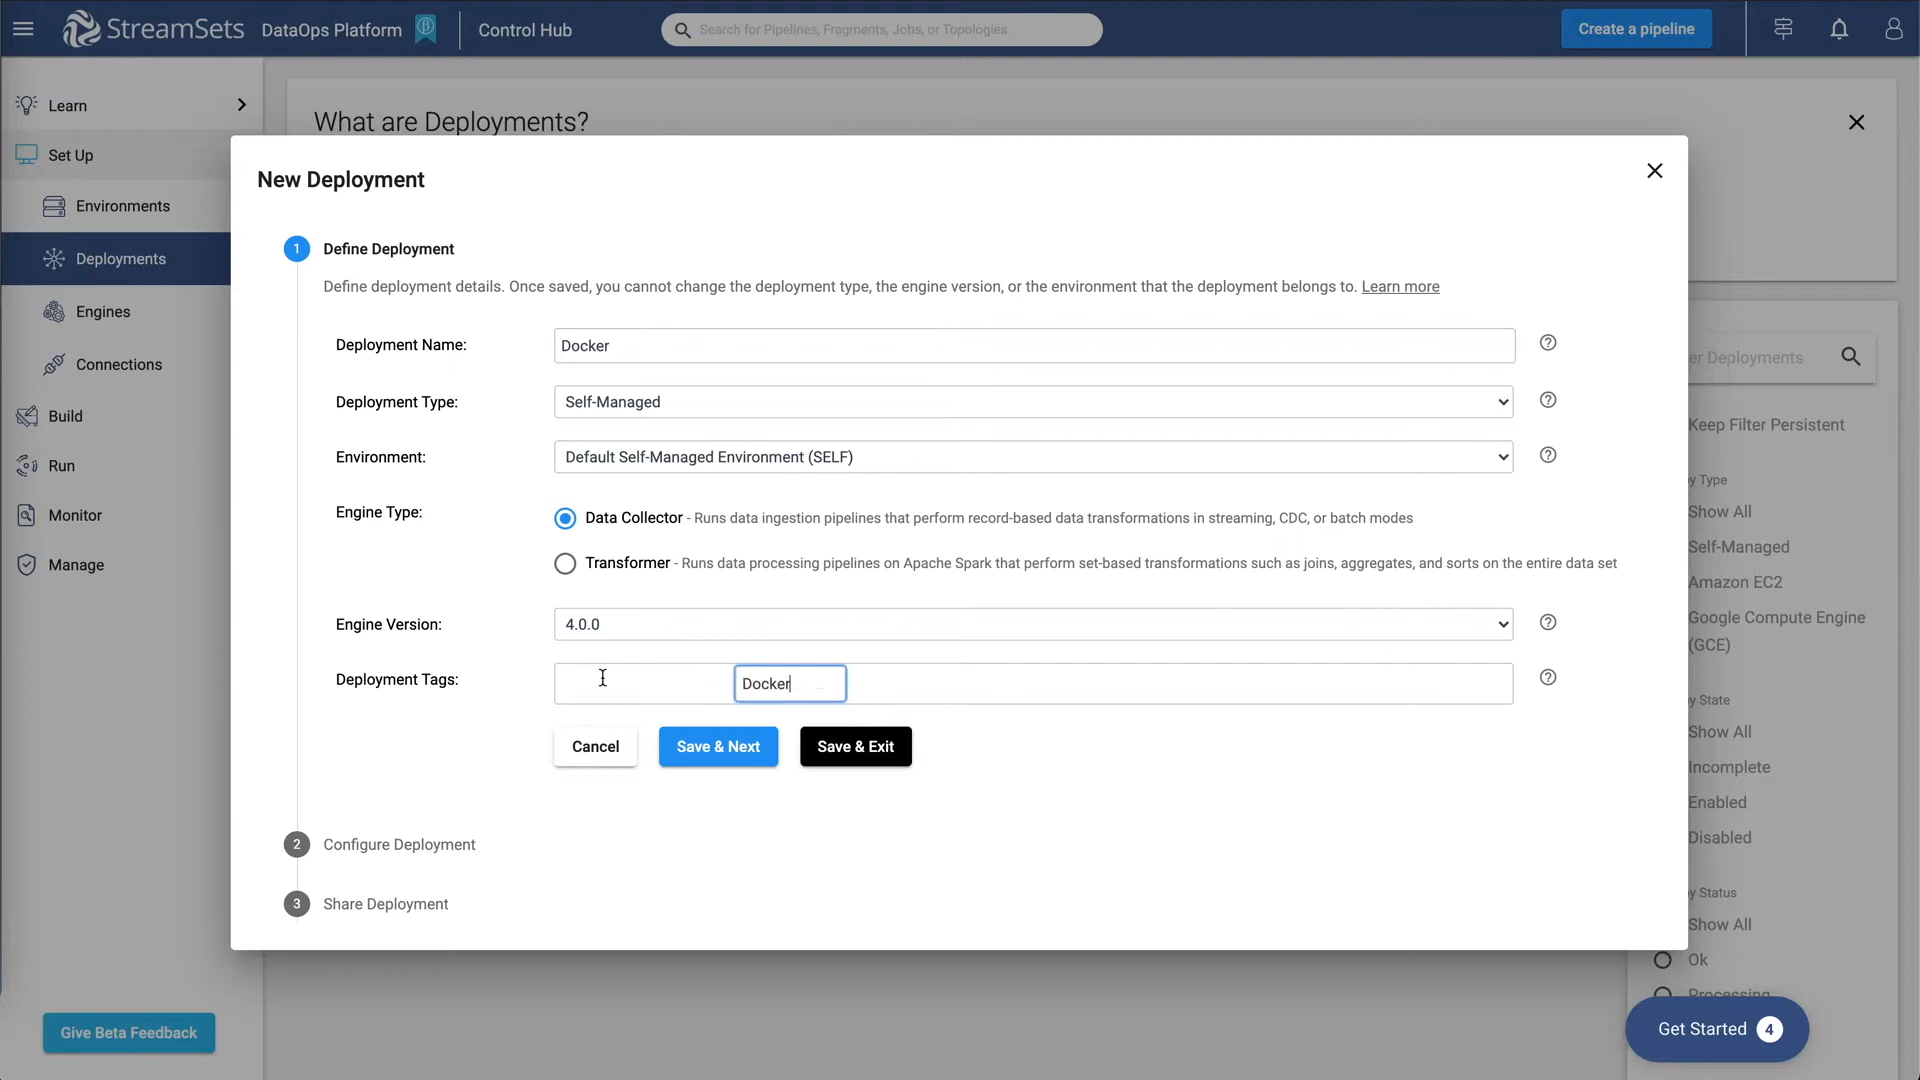 StreamSets DataOps Platform Control Hub
Search for Pipelines, Fragments, Jobs, or Topologies
Create a pipeline
Learn
Set Up
Environments
Deployments
Engines
Connections
Build
Run
Monitor
Manage
Give Beta Feedback
What are Deployments?
New Deployment
1 Define Deployment
Define deployment details. Once saved, you cannot change the deployment type, the engine version, or the environment that the deployment belongs to. Learn more
Deployment Name: Docker
Deployment Type: Self-Managed
Environment: Default Self-Managed Environment (SELF)
Engine Type: Data Collector - Runs data ingestion pipelines that perform record-based data transformations in streaming, CDC, or batch modes
Transformer - Runs data processing pipelines on Apache Spark that perform set-based transformations such as joins, aggregates, and sorts on the entire data set
Engine Version: 4.0.0
Deployment Tags: Docker
Cancel Save & Next Save & Exit
2 Configure Deployment
3 Share Deployment
er Deployments
Keep Filter Persistent
y Type
Show All
Self-Managed
Amazon EC2
Google Compute Engine
(GCE)
y State
Show All
Incomplete
Enabled
Disabled
y Status
Show All
Ok
Processing
Get Started 4